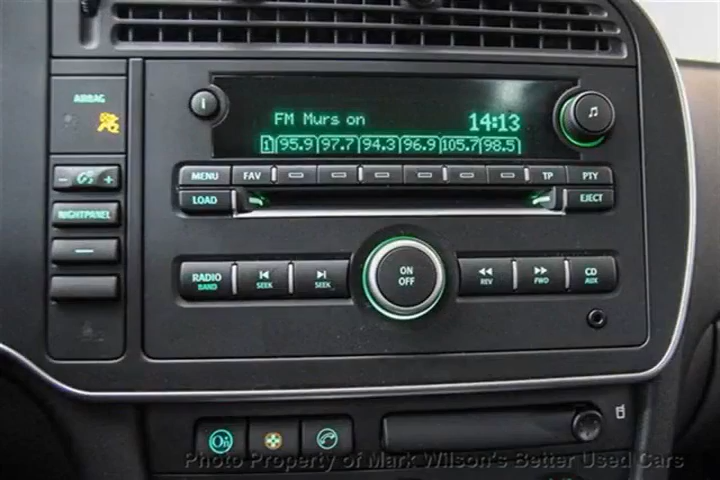 AIRBAG
FM Murs on 14:13
1 95.9 97.7 94.3 96.9 105.7 98.5
MENU FAV TP PTY
- +
LOAD EJECT
NIGHTPANEL
RADIO BAND SEEK SEEK ON OFF REV FWD CD AUX
On
Photo Property of Mark Wilson's Better Used Cars